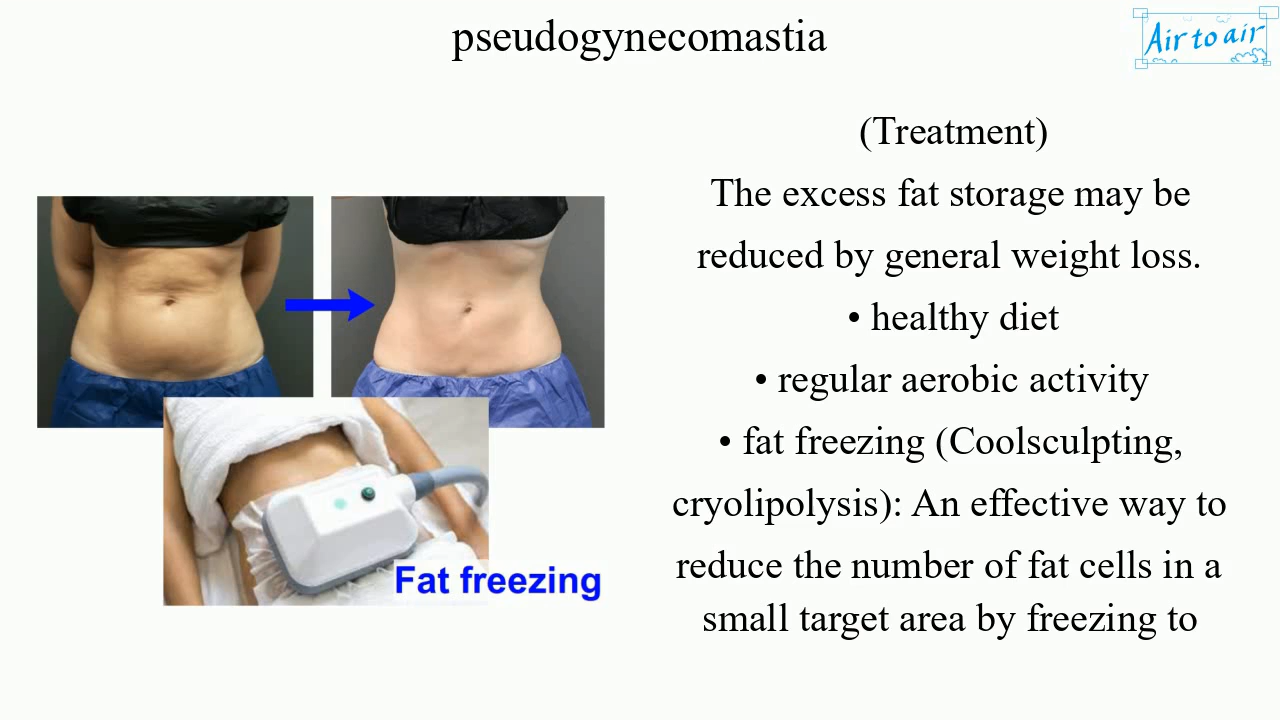 pseudogynecomastia
Air to air
(Treatment)
The excess fat storage may be
reduced by general weight loss.
• healthy diet
• regular aerobic activity
• fat freezing (Coolsculpting,
cryolipolysis): An effective way to
reduce the number of fat cells in a
small target area by freezing to
Fat freezing